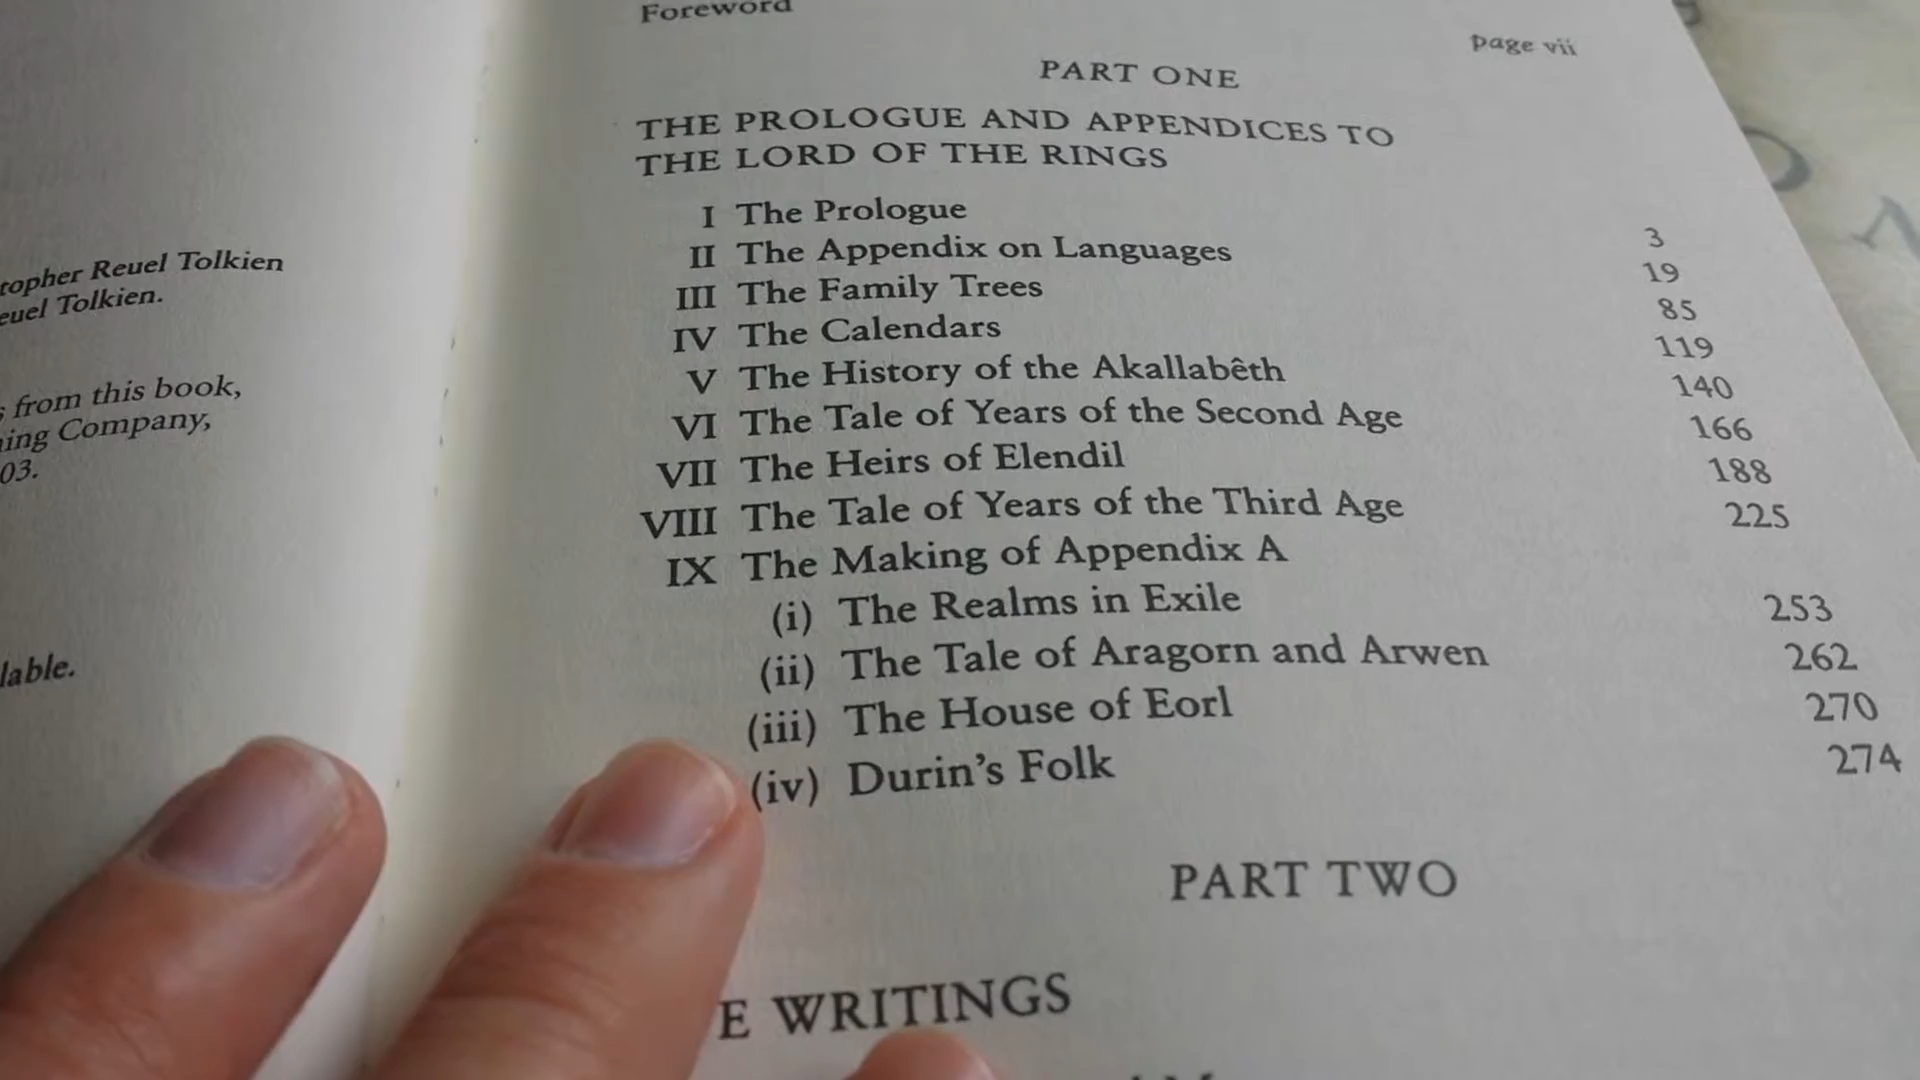 topher Reuel Tolkien
euel Tolkien.
from this book,
ing Company,
03.
lable.
Foreword page vii
PART ONE
THE PROLOGUE AND APPENDICES TO
THE LORD OF THE RINGS
I The Prologue 3
II The Appendix on Languages 19
III The Family Trees 85
IV The Calendars 119
V The History of the Akallabêth 140
VI The Tale of Years of the Second Age 166
VII The Heirs of Elendil 188
VIII The Tale of Years of the Third Age 225
IX The Making of Appendix A
(i) The Realms in Exile 253
(ii) The Tale of Aragorn and Arwen 262
(iii) The House of Eorl 270
(iv) Durin's Folk 274
PART TWO
E WRITINGS